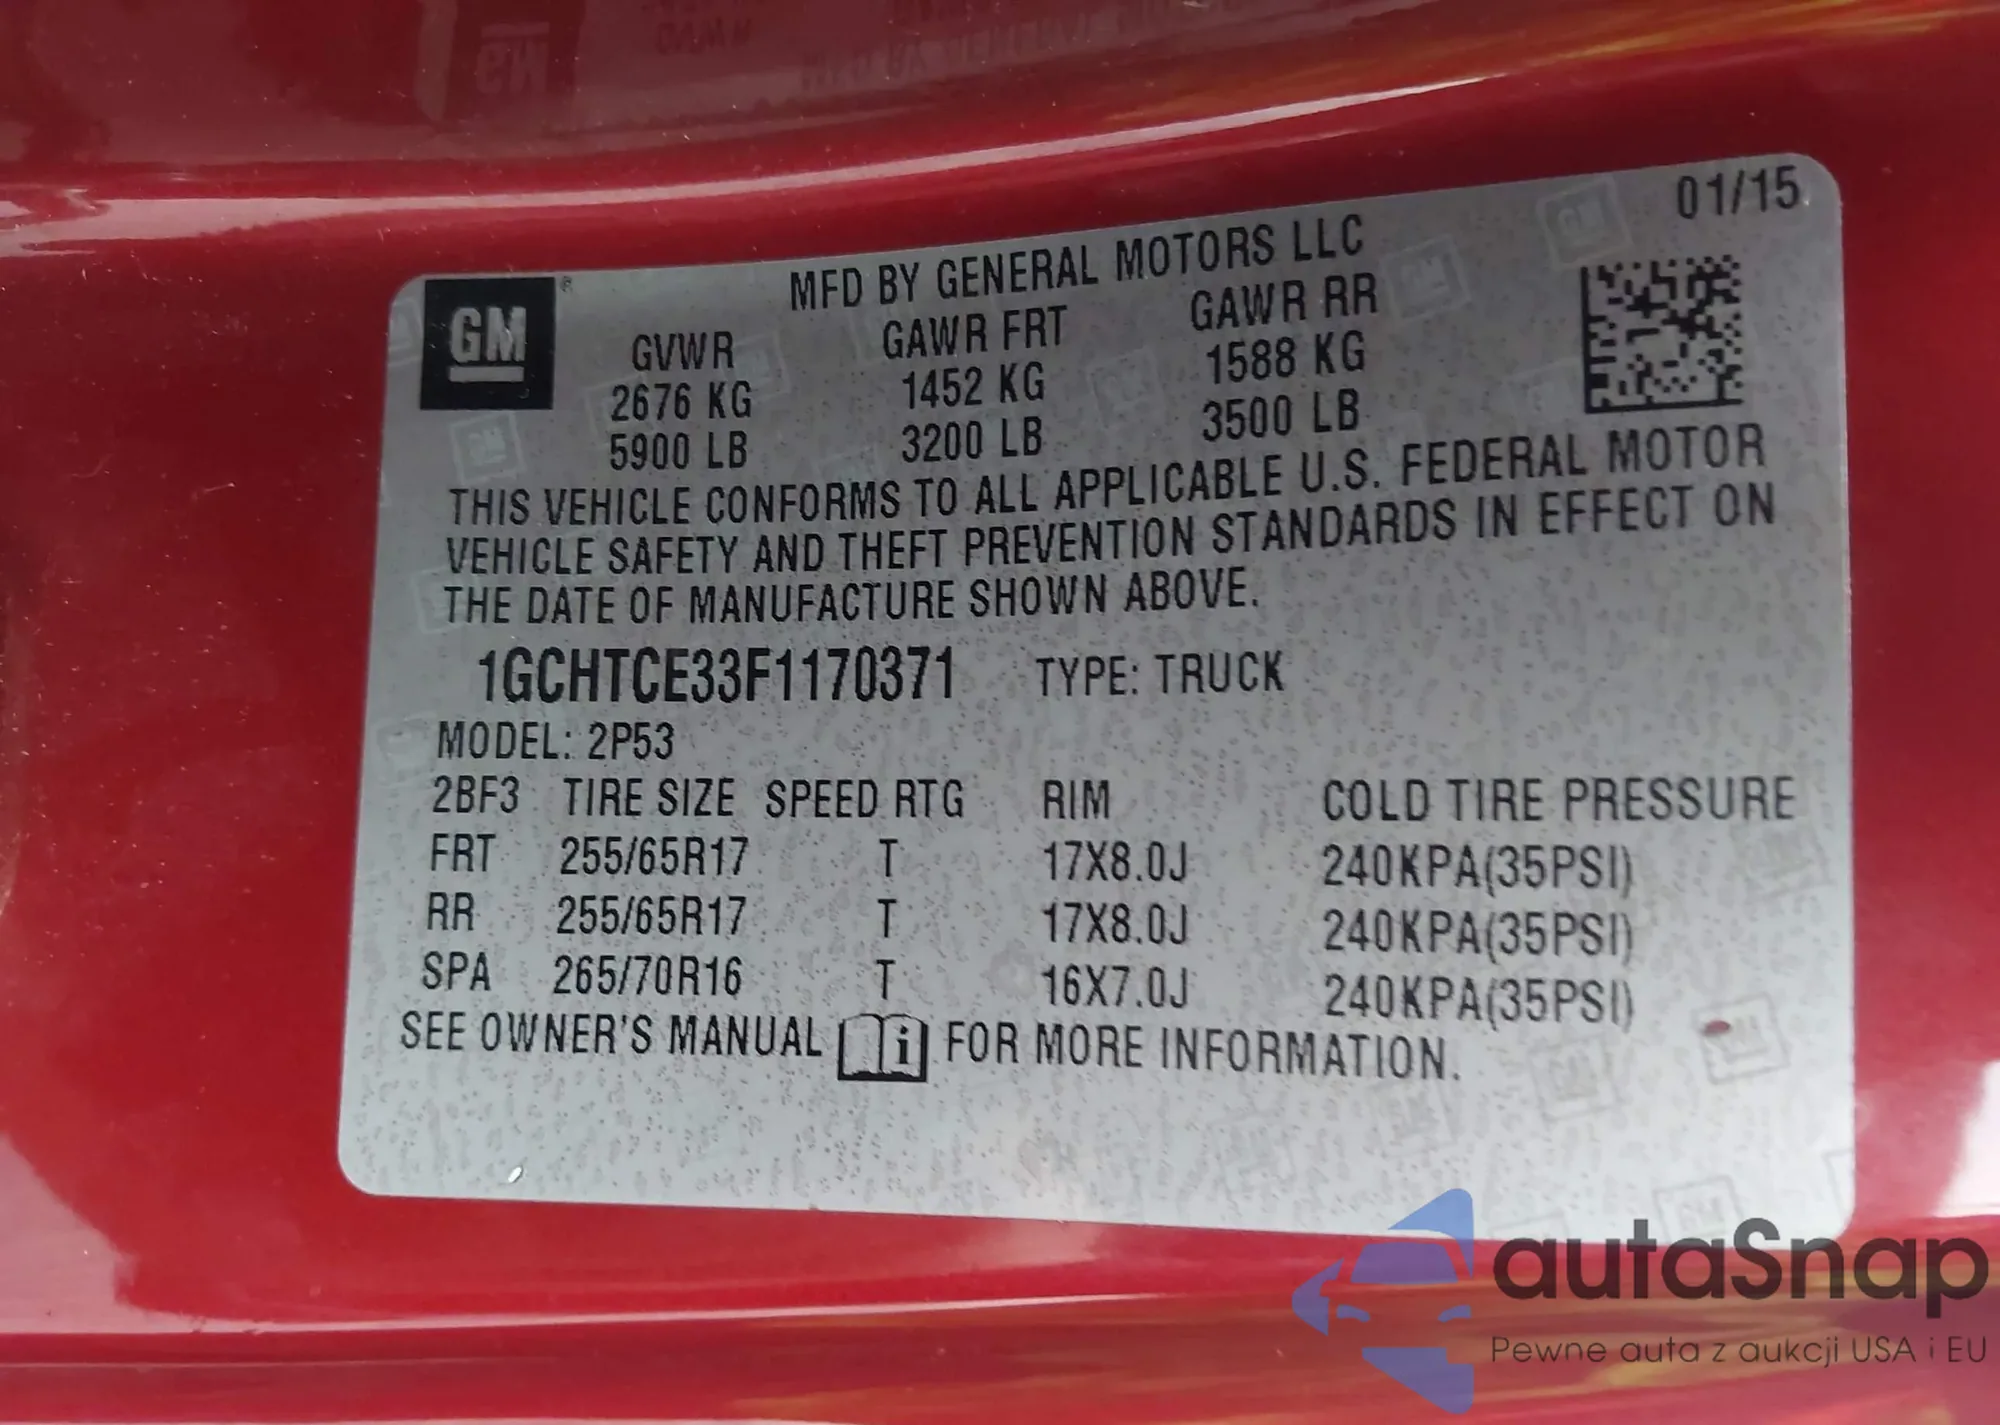 01/15
MFD BY GENERAL MOTORS LLC
GM
GVWR GAWR FRT GAWR RR
2676 KG 1452 KG 1588 KG
5900 LB 3200 LB 3500 LB
THIS VEHICLE CONFORMS TO ALL APPLICABLE U.S. FEDERAL MOTOR
VEHICLE SAFETY AND THEFT PREVENTION STANDARDS IN EFFECT ON
THE DATE OF MANUFACTURE SHOWN ABOVE.
1GCHTCE33F1170371 TYPE: TRUCK
MODEL: 2P53
2BF3 TIRE SIZE SPEED RTG RIM COLD TIRE PRESSURE
FRT 255/65R17 T 17X8.0J 240KPA(35PSI)
RR 255/65R17 T 17X8.0J 240KPA(35PSI)
SPA 265/70R16 T 16X7.0J 240KPA(35PSI)
SEE OWNER'S MANUAL i FOR MORE INFORMATION.
autaSnap
Pewne auta z aukcji USA i EU